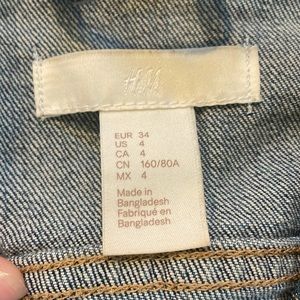 H&M
EUR 34
US 4
CA 4
CN 160/80A
MX 4
Made in
Bangladesh
Fabriqué en
Bangladesh